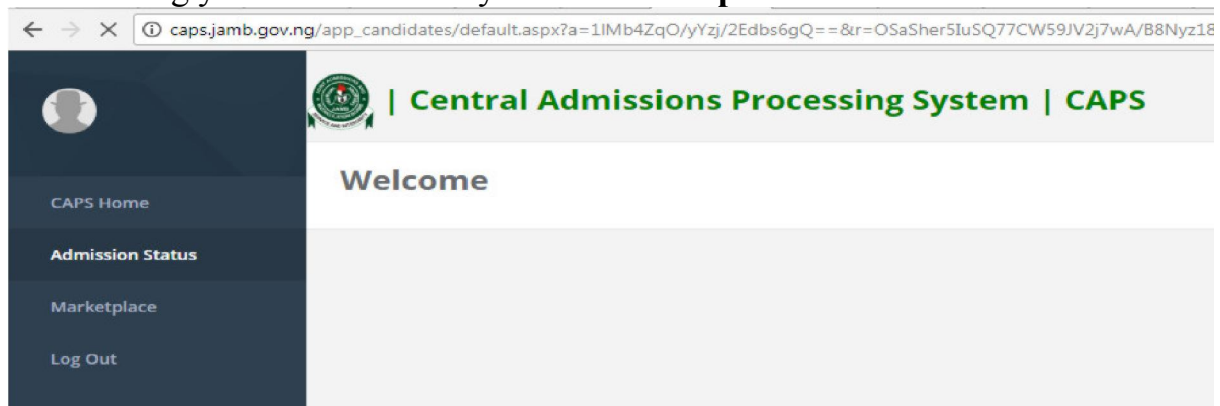 caps.jamb.gov.ng/app_candidates/default.aspx?a=1lMb4ZqO/yYzj/2Edbs6gQ==&r=OSaSher5IuSQ77CW59JV2j7wA/B8Nyz18
| Central Admissions Processing System | CAPS
Welcome
CAPS Home
Admission Status
Marketplace
Log Out